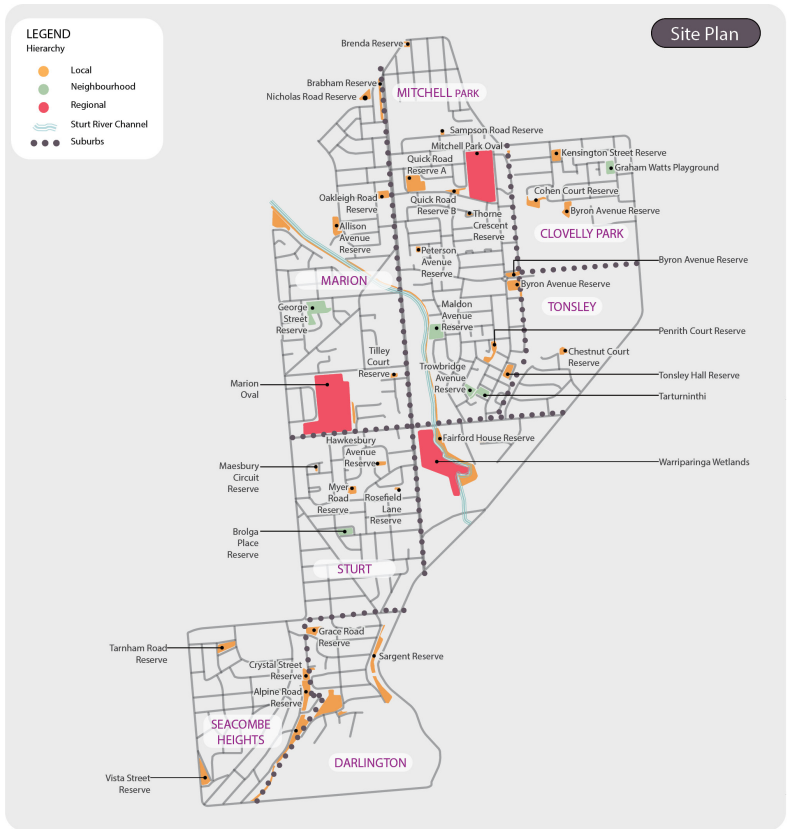 LEGEND
Hierarchy
Local
Neighbourhood
Regional
Sturt River Channel
Suburbs
Site Plan
Brenda Reserve
Brabham Reserve
Nicholas Road Reserve
MITCHELL PARK
Sampson Road Reserve
Mitchell Park Oval
Quick Road
Reserve A
Kensington Street Reserve
Graham Watts Playground
Oakleigh Road
Reserve
Quick Road
Reserve B
Cohen Court Reserve
Byron Avenue Reserve
Thorne
Crescent
Reserve
Allison
Avenue
Reserve
CLOVELLY PARK
Peterson
Avenue
Reserve
Byron Avenue Reserve
MARION
Byron Avenue Reserve
George
Street
Reserve
Maldon
Avenue
Reserve
TONSLEY
Penrith Court Reserve
Tilley
Court
Reserve
Chestnut Court
Reserve
Trowbridge
Avenue
Reserve
Tonsley Hall Reserve
Marion
Oval
Tarturninthi
Hawkesbury
Avenue
Reserve
Fairford House Reserve
Maesbury
Circuit
Reserve
Warriparinga Wetlands
Myer
Road
Reserve
Rosefield
Lane
Reserve
Brolga
Place
Reserve
STURT
Grace Road
Reserve
Tarnham Road
Reserve
Sargent Reserve
Crystal Street
Reserve
Alpine Road
Reserve
SEACOMBE
HEIGHTS
DARLINGTON
Vista Street
Reserve